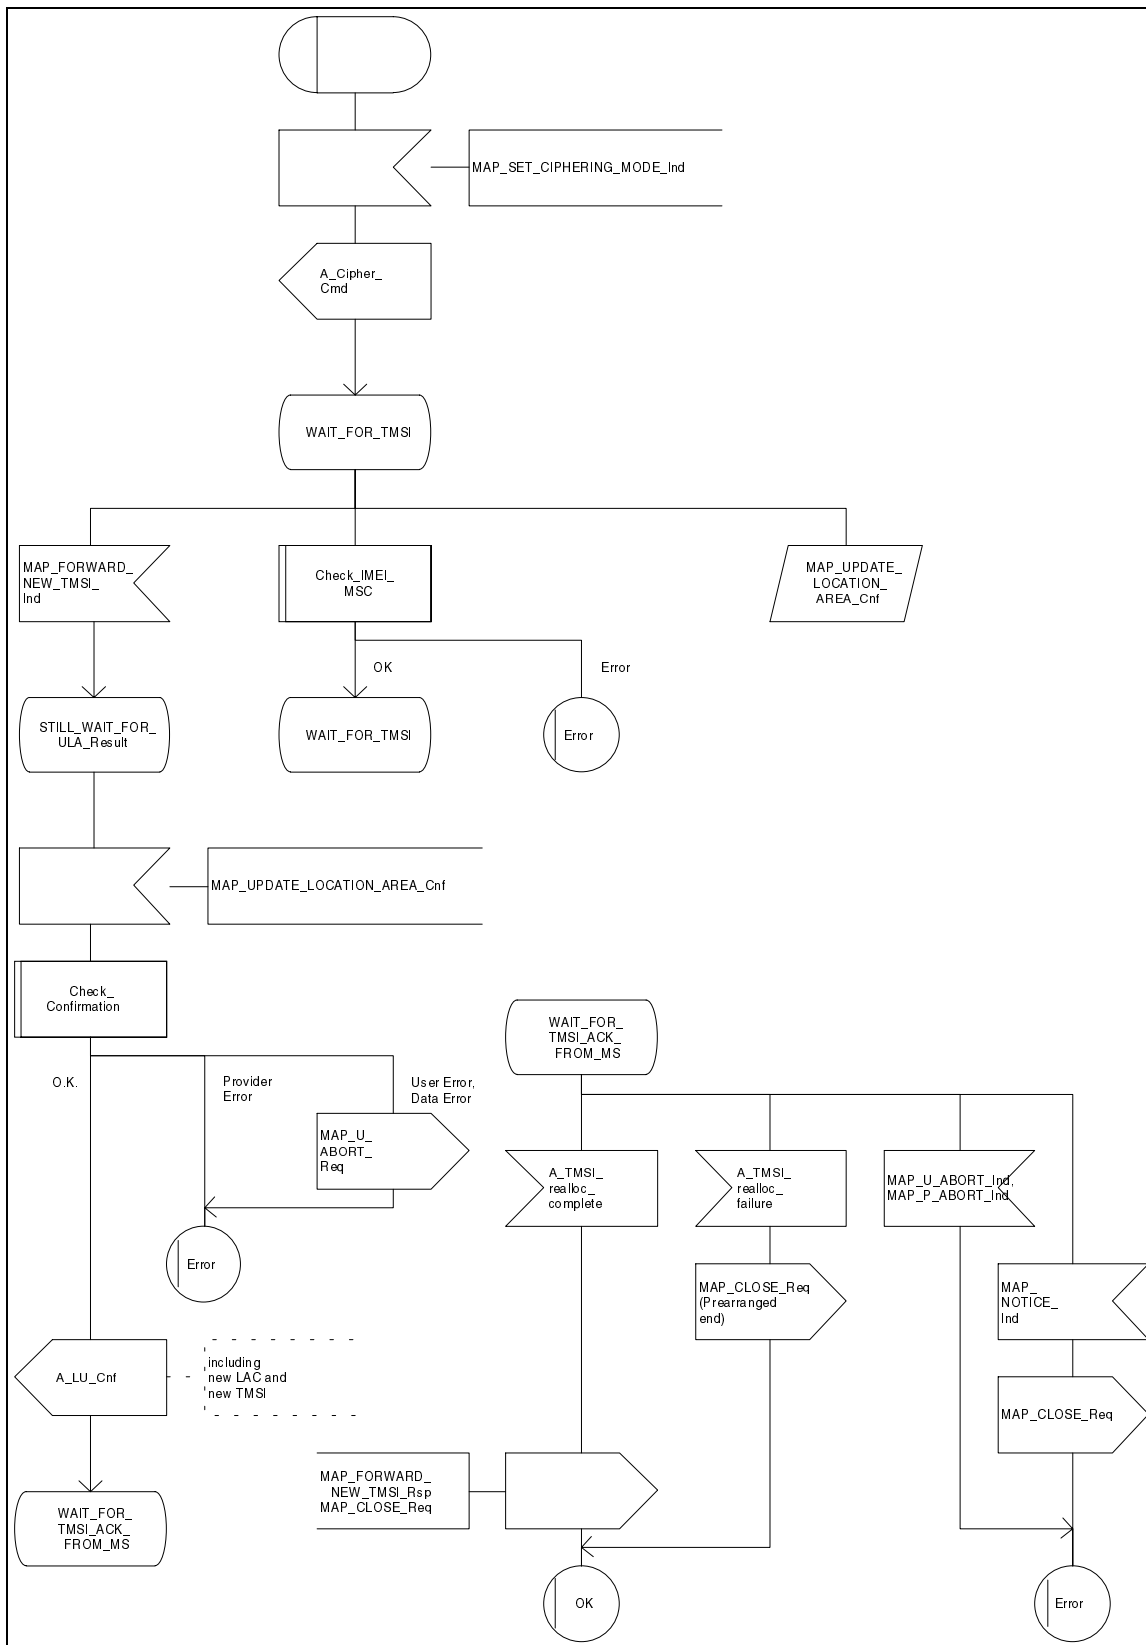 MAP_SET_CIPHERING_MODE_Ind
A_Cipher_
Cmd
WAIT_FOR_TMSI
MAP_FORWARD_
NEW_TMSI_
Ind
Check_IMEI_
MSC
MAP_UPDATE_
LOCATION_
AREA_Cnf
OK
Error
STILL_WAIT_FOR_
ULA_Result
WAIT_FOR_TMSI
Error
MAP_UPDATE_LOCATION_AREA_Cnf
Check_
Confirmation
O.K.
Provider
Error
User Error,
Data Error
MAP_U_
ABORT_
Req
Error
A_LU_Cnf
including
new LAC and
new TMSI
WAIT_FOR_
TMSI_ACK_
FROM_MS
WAIT_FOR_
TMSI_ACK_
FROM_MS
A_TMSI_
realloc_
complete
A_TMSI_
realloc_
failure
MAP_U_ABORT_Ind,
MAP_P_ABORT_Ind
MAP_CLOSE_Req
(Prearranged
end)
MAP_
NOTICE_
Ind
MAP_CLOSE_Req
MAP_FORWARD_
NEW_TMSI_Rsp
MAP_CLOSE_Req
OK
Error